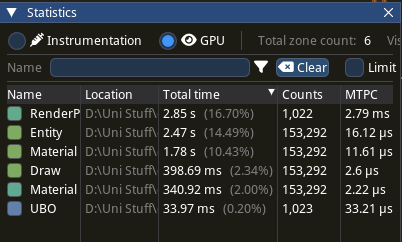 Statistics
Instrumentation GPU Total zone count: 6 Vis
Name Clear Limit
Name Location Total time Counts MTPC
RenderP D:\Uni Stuff\ 2.85 s (16.70%) 1,022 2.79 ms
Entity D:\Uni Stuff\ 2.47 s (14.49%) 153,292 16.12 µs
Material D:\Uni Stuff\ 1.78 s (10.43%) 153,292 11.61 µs
Draw D:\Uni Stuff\ 398.69 ms (2.34%) 153,292 2.6 µs
Material D:\Uni Stuff\ 340.92 ms (2.00%) 153,292 2.22 µs
UBO D:\Uni Stuff\ 33.97 ms (0.20%) 1,023 33.21 µs